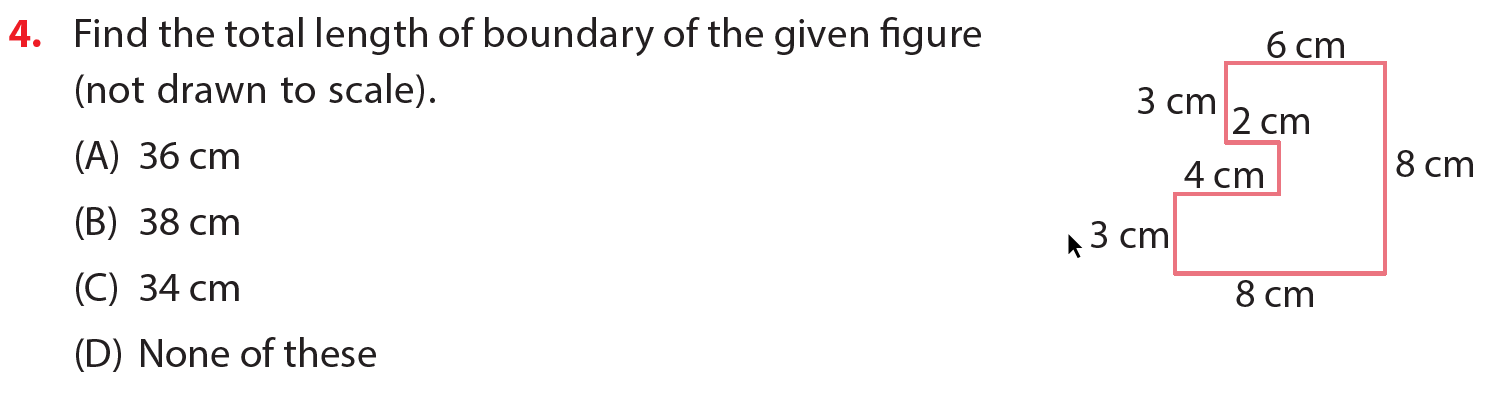 4. Find the total length of boundary of the given figure
(not drawn to scale).
(A) 36 cm
(B) 38 cm
(C) 34 cm
(D) None of these
6 cm
3 cm
2 cm
4 cm
8 cm
3 cm
8 cm